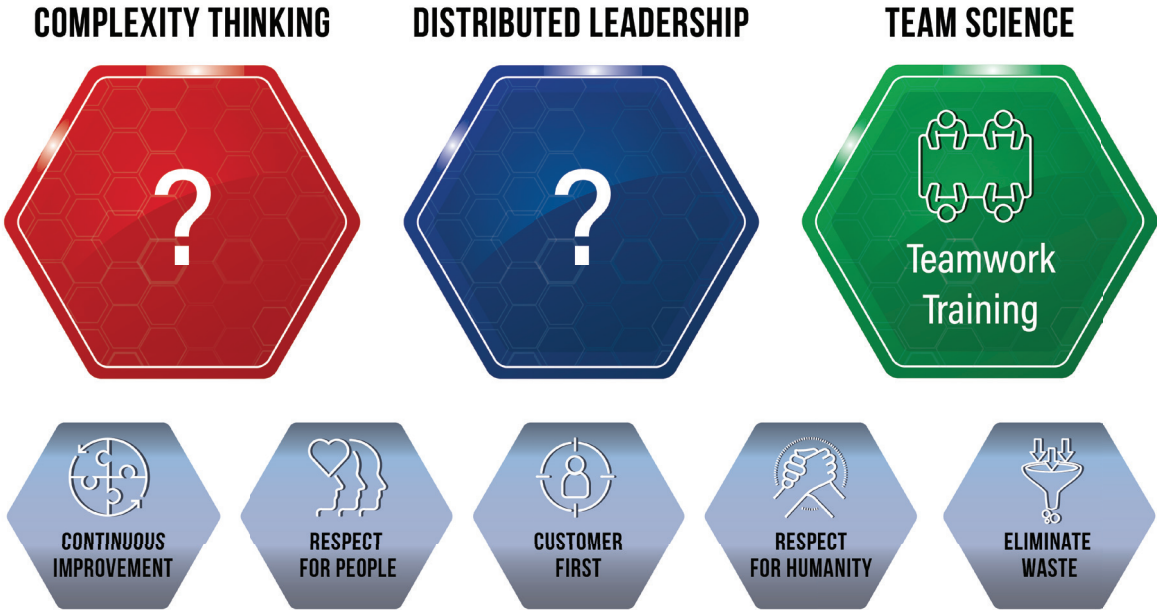 COMPLEXITY THINKING
DISTRIBUTED LEADERSHIP
TEAM SCIENCE
?
?
Teamwork
Training
CONTINUOUS
IMPROVEMENT
RESPECT
FOR PEOPLE
CUSTOMER
FIRST
RESPECT
FOR HUMANITY
ELIMINATE
WASTE